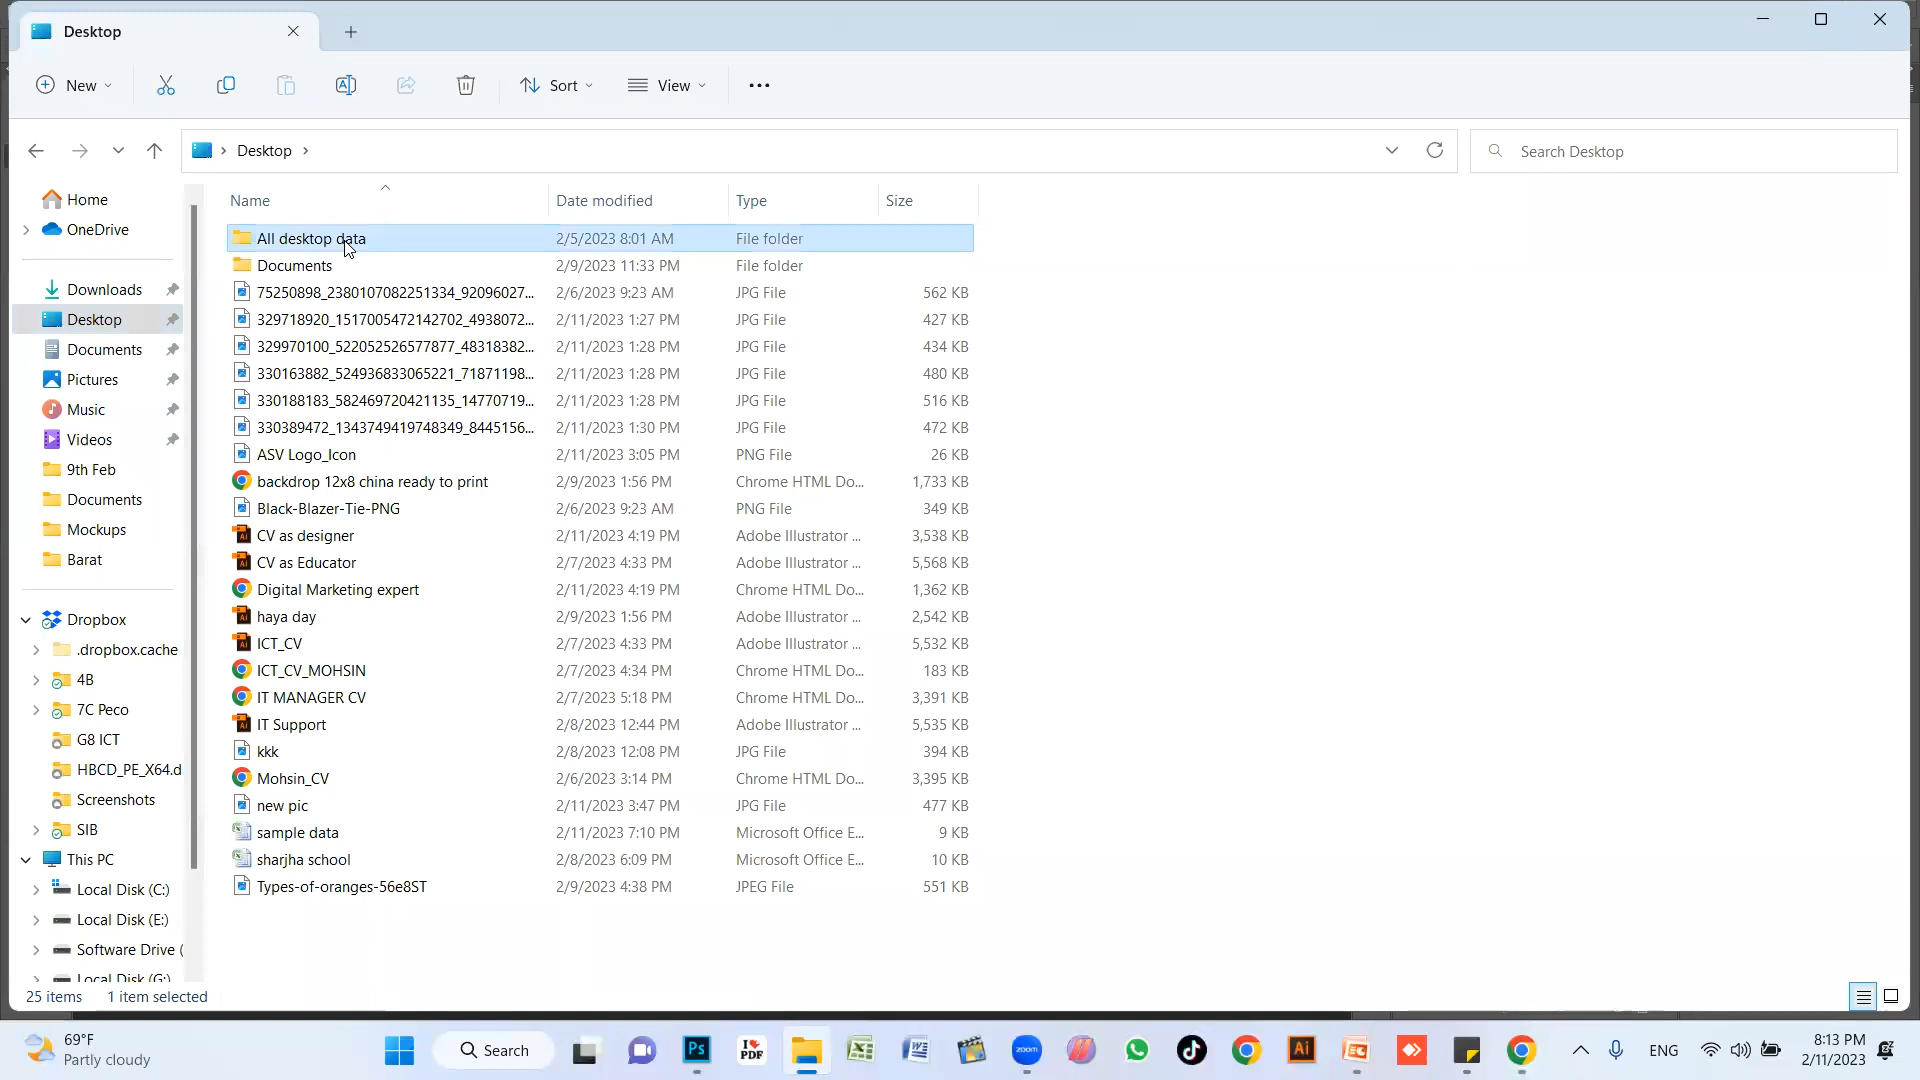 Desktop
New
Sort
View
Desktop
Search Desktop
Name
Date modified
Type
Size
Home
OneDrive
Downloads
Desktop
Documents
Pictures
Music
Videos
9th Feb
Documents
Mockups
Barat
Dropbox
.dropbox.cache
4B
7C Peco
G8 ICT
HBCD_PE_X64.d
Screenshots
SIB
This PC
Local Disk (C:)
Local Disk (E:)
Software Drive (
Local Disk (G:)
All desktop data 2/5/2023 8:01 AM File folder
Documents 2/9/2023 11:33 PM File folder
75250898_2380107082251334_92096027... 2/6/2023 9:23 AM JPG File 562 KB
329718920_1517005472142702_4938072... 2/11/2023 1:27 PM JPG File 427 KB
329970100_522052526577877_48318382... 2/11/2023 1:28 PM JPG File 434 KB
330163882_524936833065221_71871198... 2/11/2023 1:28 PM JPG File 480 KB
330188183_582469720421135_14770719... 2/11/2023 1:28 PM JPG File 516 KB
330389472_1343749419748349_8445156... 2/11/2023 1:30 PM JPG File 472 KB
ASV Logo_Icon 2/11/2023 3:05 PM PNG File 26 KB
backdrop 12x8 china ready to print 2/9/2023 1:56 PM Chrome HTML Do... 1,733 KB
Black-Blazer-Tie-PNG 2/6/2023 9:23 AM PNG File 349 KB
CV as designer 2/11/2023 4:19 PM Adobe Illustrator ... 3,538 KB
CV as Educator 2/7/2023 4:33 PM Adobe Illustrator ... 5,568 KB
Digital Marketing expert 2/11/2023 4:19 PM Chrome HTML Do... 1,362 KB
haya day 2/9/2023 1:56 PM Adobe Illustrator ... 2,542 KB
ICT_CV 2/7/2023 4:33 PM Adobe Illustrator ... 5,532 KB
ICT_CV_MOHSIN 2/7/2023 4:34 PM Chrome HTML Do... 183 KB
IT MANAGER CV 2/7/2023 5:18 PM Chrome HTML Do... 3,391 KB
IT Support 2/8/2023 12:44 PM Adobe Illustrator ... 5,535 KB
kkk 2/8/2023 12:08 PM JPG File 394 KB
Mohsin_CV 2/6/2023 3:14 PM Chrome HTML Do... 3,395 KB
new pic 2/11/2023 3:47 PM JPG File 477 KB
sample data 2/11/2023 7:10 PM Microsoft Office E... 9 KB
sharjha school 2/8/2023 6:09 PM Microsoft Office E... 10 KB
Types-of-oranges-56e8ST 2/9/2023 4:38 PM JPEG File 551 KB
25 items 1 item selected
69°F
Partly cloudy
Search
Ps
PDF
zoom
Ai
ENG
8:13 PM
2/11/2023